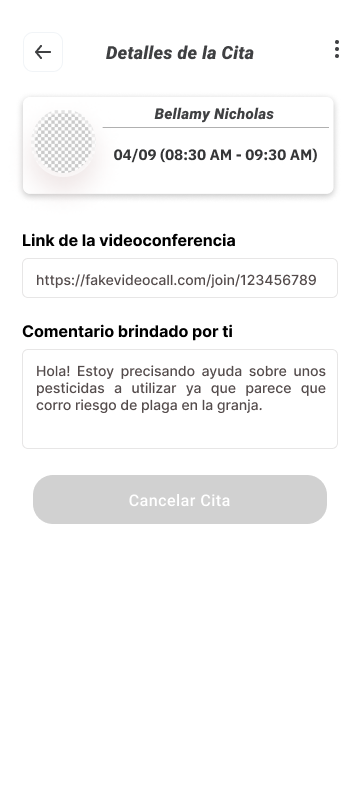 Detalles de la Cita
Bellamy Nicholas
04/09 (08:30 AM - 09:30 AM)
Link de la videoconferencia
https://fakevideocall.com/join/123456789
Comentario brindado por ti
Hola! Estoy precisando ayuda sobre unos
pesticidas a utilizar ya que parece que
corro riesgo de plaga en la granja.
Cancelar Cita